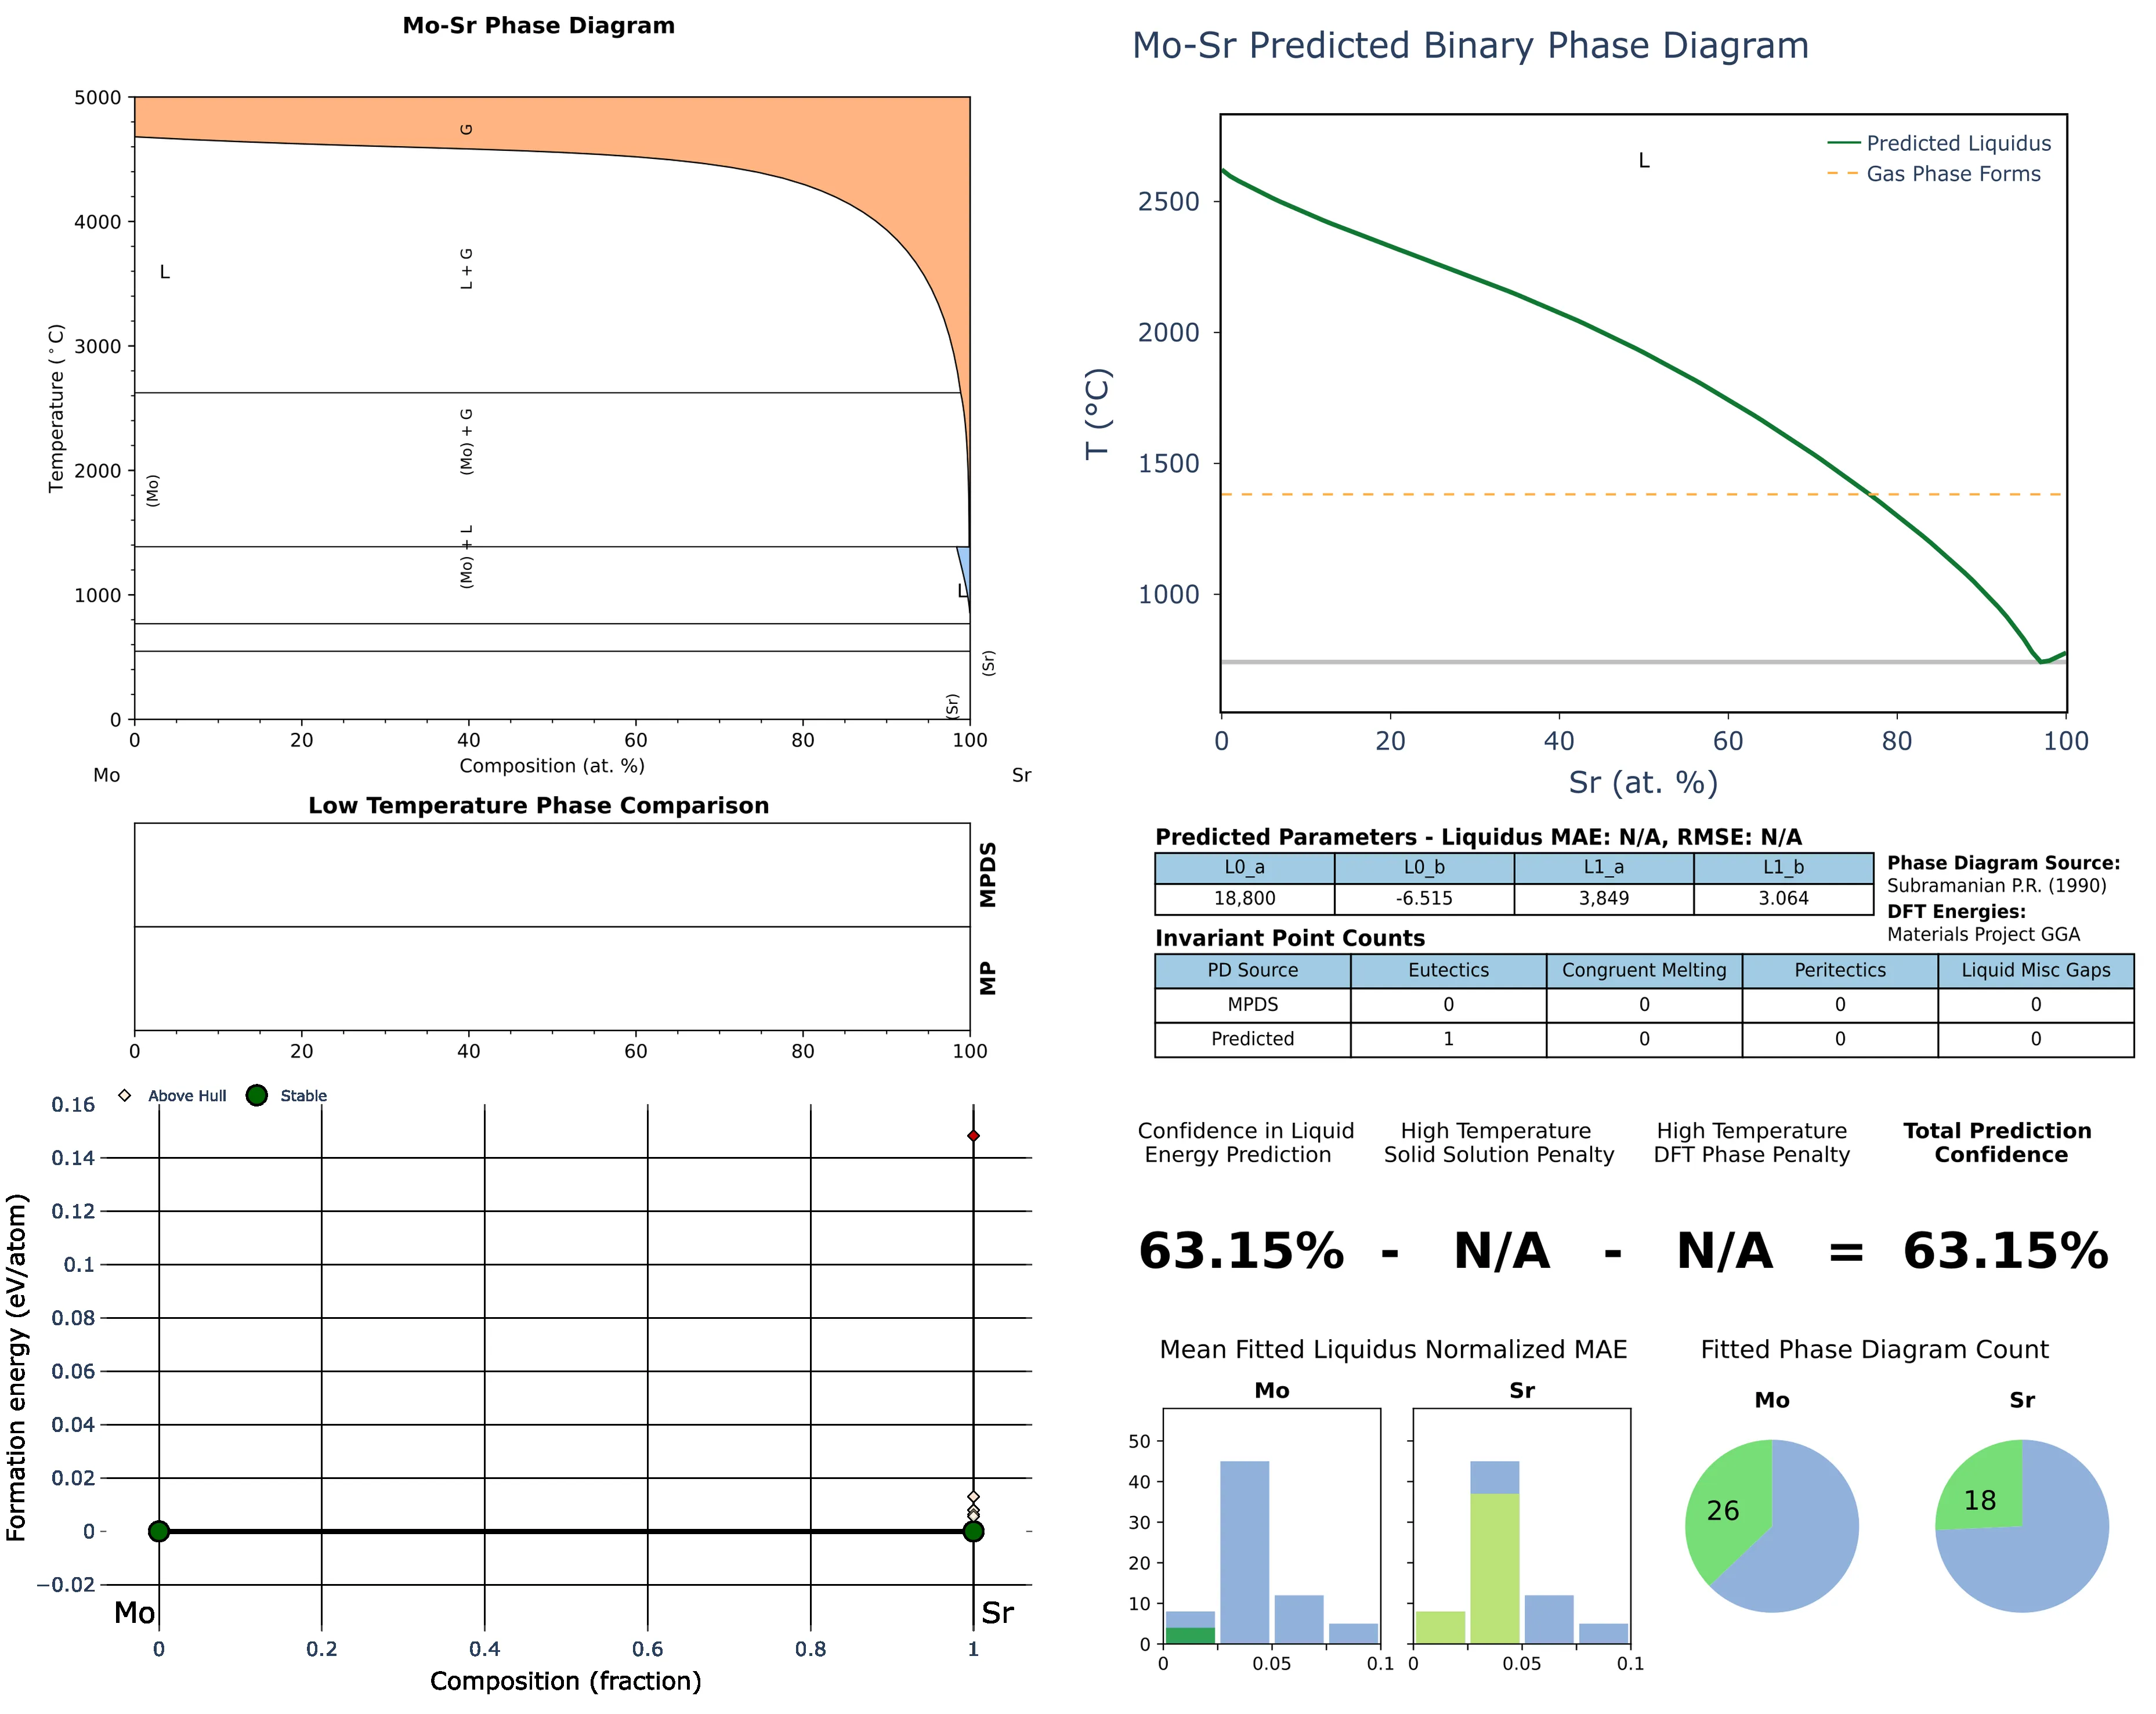 Mo-Sr Phase Diagram
5000
4000
3000
2000
1000
0
Temperature (°C)
G
L + G
L
(Mo) + G
(Mo)
(Mo) + L
L
(Sr)
(Sr)
0 20 40 60 80 100
Composition (at. %)
Mo Sr
Low Temperature Phase Comparison
MPDS
MP
0 20 40 60 80 100
Above Hull Stable
0.16
0.14
0.12
0.1
0.08
0.06
0.04
0.02
0
−0.02
Formation energy (eV/atom)
Mo Sr
0 0.2 0.4 0.6 0.8 1
Composition (fraction)
Mo-Sr Predicted Binary Phase Diagram
L
Predicted Liquidus
Gas Phase Forms
2500
2000
1500
1000
T (°C)
0 20 40 60 80 100
Sr (at. %)
Predicted Parameters - Liquidus MAE: N/A, RMSE: N/A
L0_a L0_b L1_a L1_b
18,800 -6.515 3,849 3.064
Phase Diagram Source:
Subramanian P.R. (1990)
DFT Energies:
Materials Project GGA
Invariant Point Counts
PD Source Eutectics Congruent Melting Peritectics Liquid Misc Gaps
MPDS 0 0 0 0
Predicted 1 0 0 0
Confidence in Liquid
Energy Prediction
High Temperature
Solid Solution Penalty
High Temperature
DFT Phase Penalty
Total Prediction
Confidence
63.15% - N/A - N/A = 63.15%
Mean Fitted Liquidus Normalized MAE
Mo Sr
50
40
30
20
10
0
0 0.05 0.1 0 0.05 0.1
Fitted Phase Diagram Count
Mo Sr
26 18